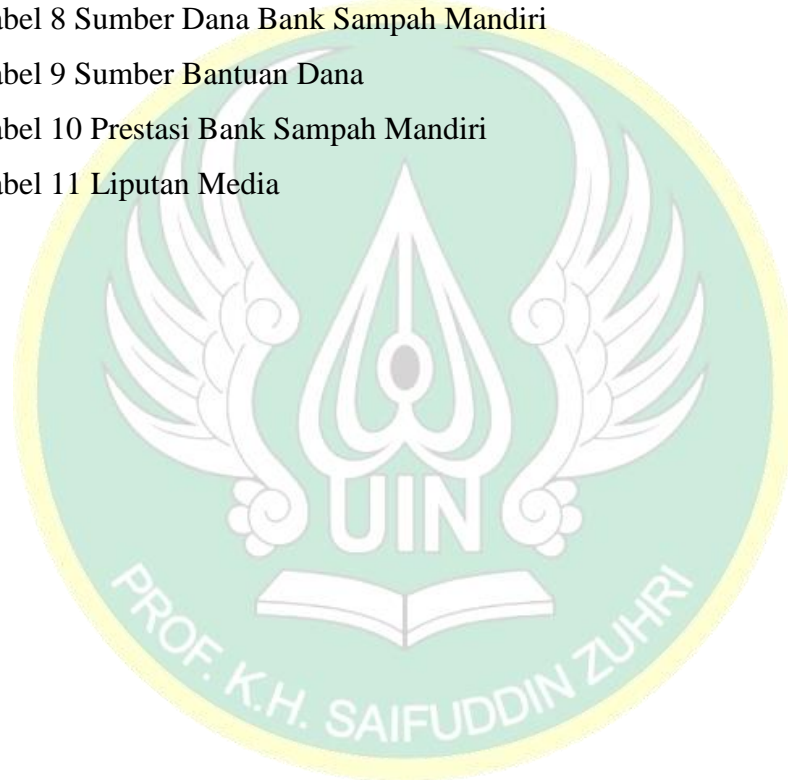 abel 8 Sumber Dana Bank Sampah Mandiri
abel 9 Sumber Bantuan Dana
abel 10 Prestasi Bank Sampah Mandiri
abel 11 Liputan Media
UIN
PROF. K.H. SAIFUDDIN ZUHRI